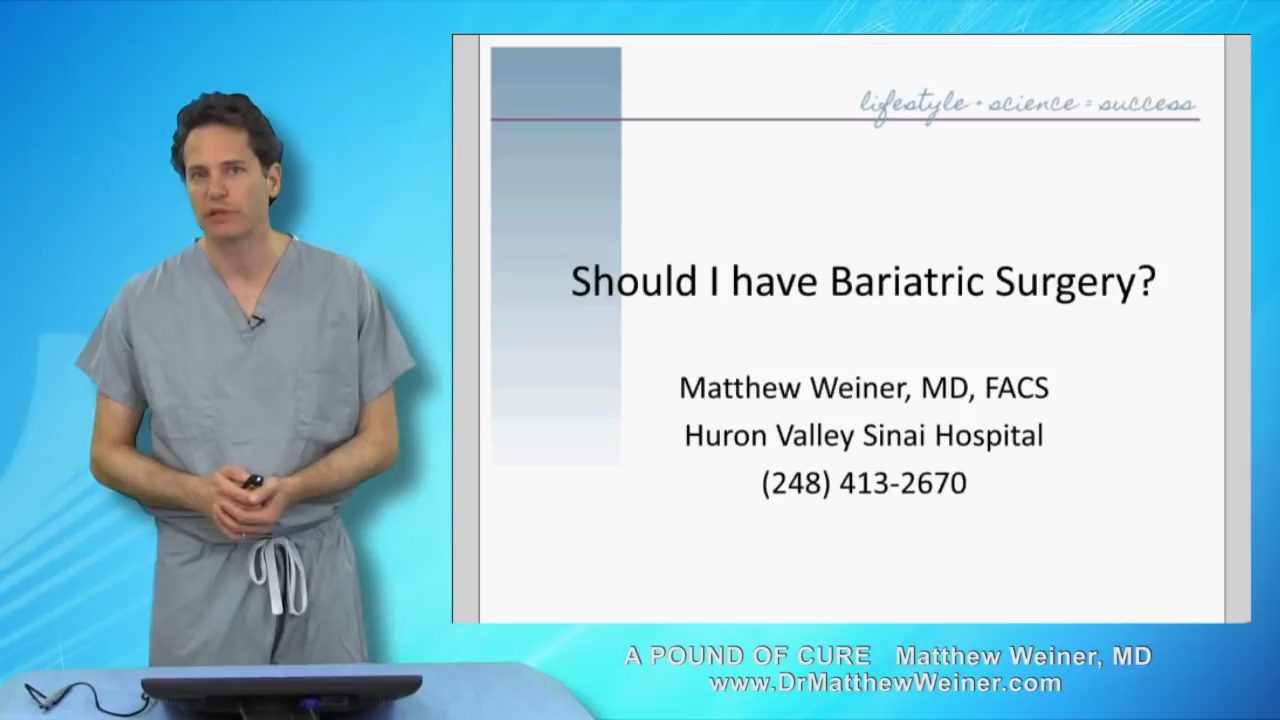 lifestyle + science = success
Should I have Bariatric Surgery?
Matthew Weiner, MD, FACS
Huron Valley Sinai Hospital
(248) 413-2670
A POUND OF CURE Matthew Weiner, MD
www.DrMatthewWeiner.com